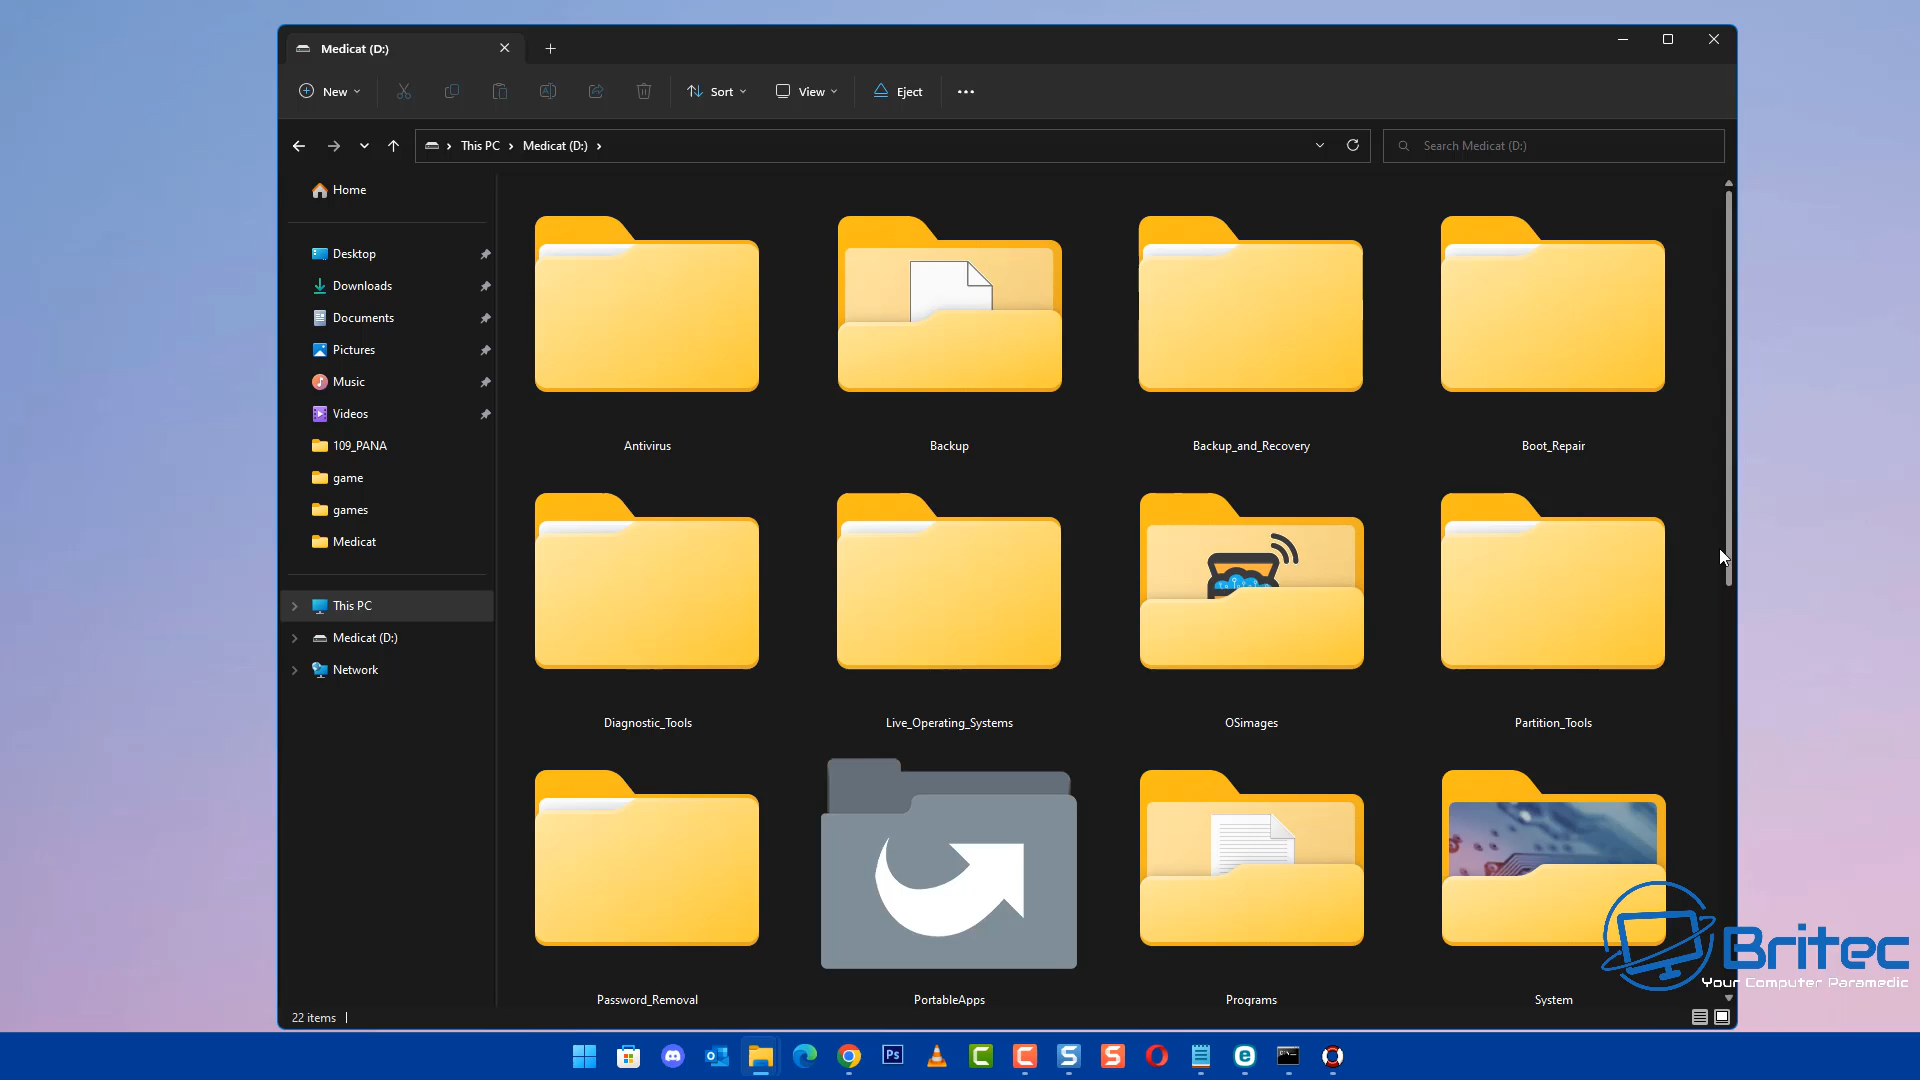 Medicat (D:)
New
Sort
View
Eject
This PC
Medicat (D:)
Search Medicat (D:)
Home
Desktop
Downloads
Documents
Pictures
Music
Videos
109_PANA
game
games
Medicat
This PC
Medicat (D:)
Network
Antivirus
Backup
Backup_and_Recovery
Boot_Repair
Diagnostic_Tools
Live_Operating_Systems
OSimages
Partition_Tools
Password_Removal
PortableApps
Programs
System
22 items
Britec
Your Computer Paramedic
Ps